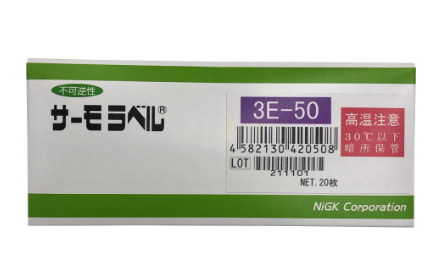 不可逆性
サーモラベル®
3E-50
4 582130 420508
LOT
211101
NET. 20枚
高温注意
30℃以下
暗所保管
NiGK Corporation